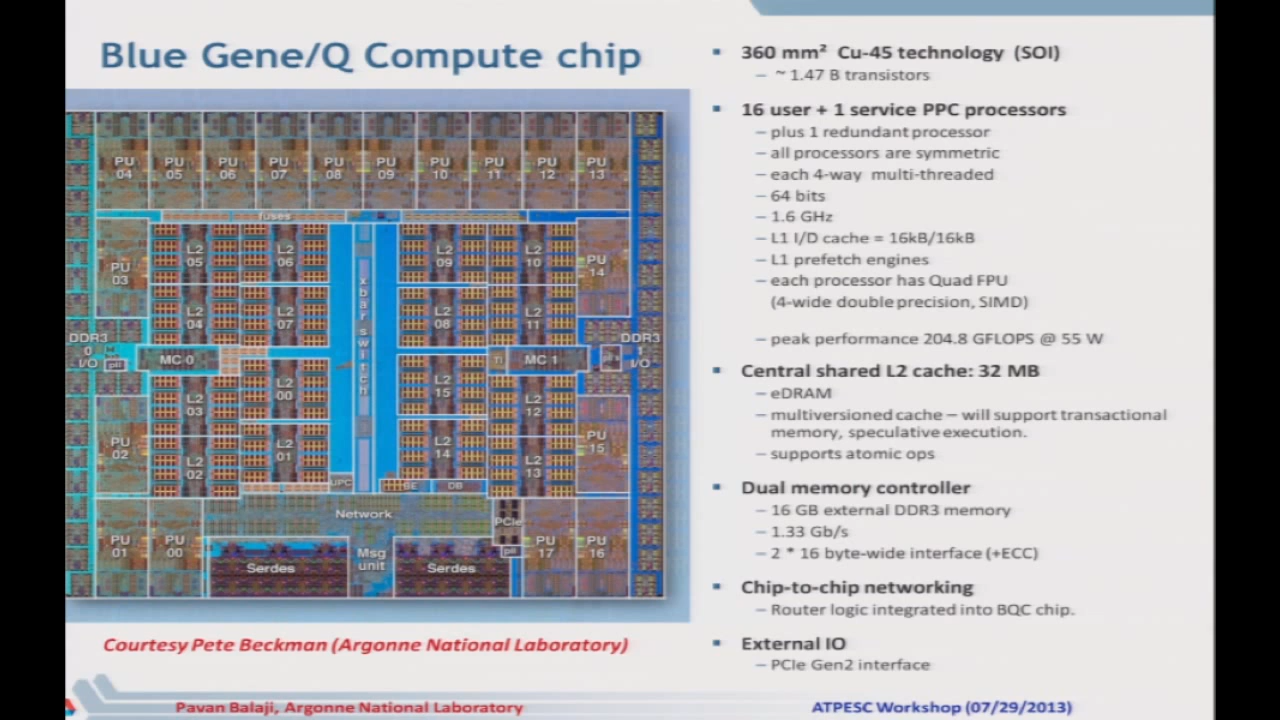 Blue Gene/Q Compute chip
PU 04
PU 05
PU 06
PU 07
PU 08
PU 09
PU 10
PU 11
PU 12
PU 13
fuses
PU 03
L2 05
L2 06
L2 09
L2 10
PU 14
xbar switch
L2 04
L2 07
L2 08
L2 11
DDR3 0 I/O
pll
MC 0
MC 1
DDR3 1 I/O
L2 03
L2 00
L2 15
L2 12
PU 02
L2 02
L2 01
L2 14
L2 13
PU 15
UPC
DB
Network
PCIe
pll
PU 01
PU 00
Serdes
Msg unit
Serdes
PU 17
PU 16
Courtesy Pete Beckman (Argonne National Laboratory)
▪ 360 mm² Cu-45 technology (SOI)
– ~ 1.47 B transistors
▪ 16 user + 1 service PPC processors
– plus 1 redundant processor
– all processors are symmetric
– each 4-way multi-threaded
– 64 bits
– 1.6 GHz
– L1 I/D cache = 16kB/16kB
– L1 prefetch engines
– each processor has Quad FPU
(4-wide double precision, SIMD)
– peak performance 204.8 GFLOPS @ 55 W
▪ Central shared L2 cache: 32 MB
– eDRAM
– multiversioned cache – will support transactional
memory, speculative execution.
– supports atomic ops
▪ Dual memory controller
– 16 GB external DDR3 memory
– 1.33 Gb/s
– 2 * 16 byte-wide interface (+ECC)
▪ Chip-to-chip networking
– Router logic integrated into BQC chip.
▪ External IO
– PCIe Gen2 interface
Pavan Balaji, Argonne National Laboratory
ATPESC Workshop (07/29/2013)